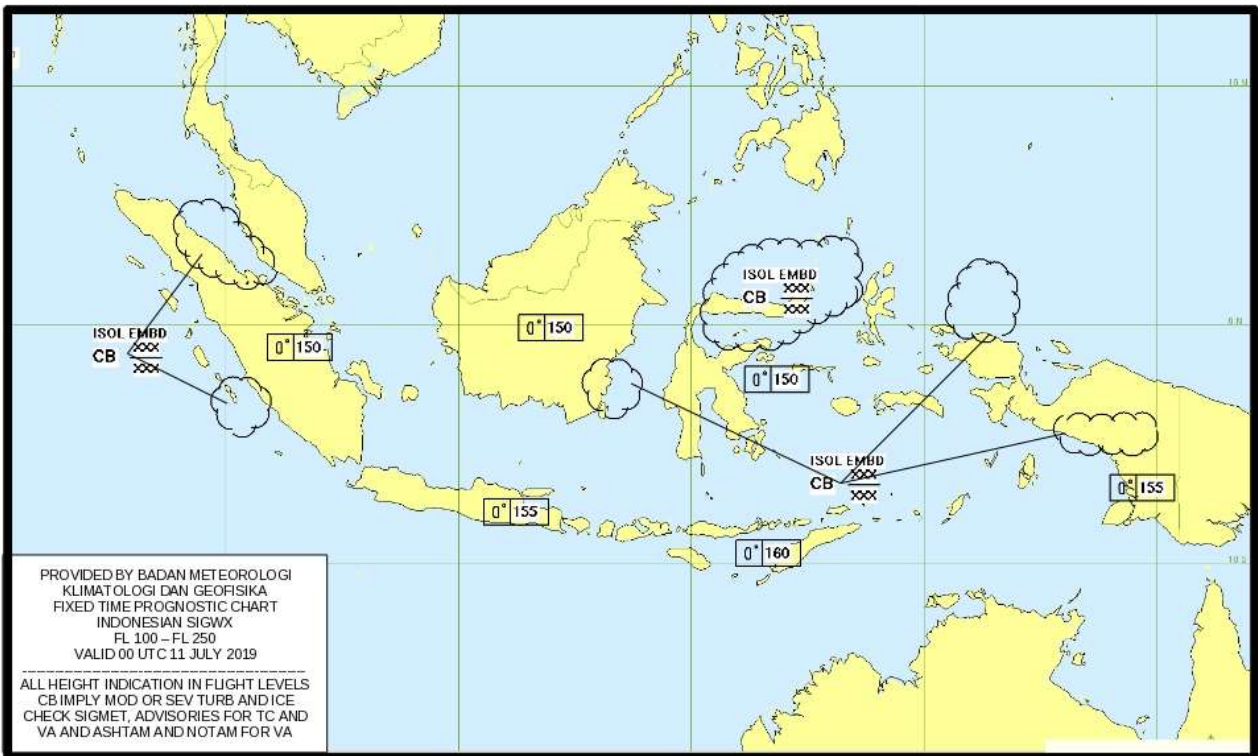 10 N
ISOL EMBD
XXX
CB
XXX
ISOL EMBD
XXX
CB
XXX
0° 150
0° 150
0 N
0° 150
ISOL EMBD
XXX
CB
XXX
0° 155
0° 155
0° 160
10 S
PROVIDED BY BADAN METEOROLOGI
KLIMATOLOGI DAN GEOFISIKA
FIXED TIME PROGNOSTIC CHART
INDONESIAN SIGWX
FL 100 – FL 250
VALID 00 UTC 11 JULY 2019
ALL HEIGHT INDICATION IN FLIGHT LEVELS
CB IMPLY MOD OR SEV TURB AND ICE
CHECK SIGMET, ADVISORIES FOR TC AND
VA AND ASHTAM AND NOTAM FOR VA